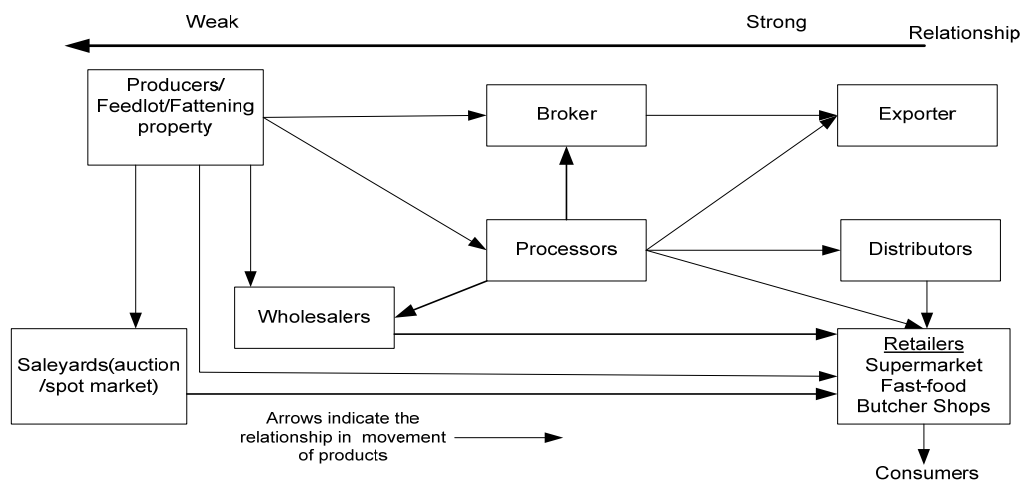 Weak
Strong
Relationship
Producers/
Feedlot/Fattening
property
Broker
Exporter
Processors
Distributors
Wholesalers
Saleyards(auction
/spot market)
Retailers
Supermarket
Fast-food
Butcher Shops
Arrows indicate the
relationship in movement
of products
Consumers